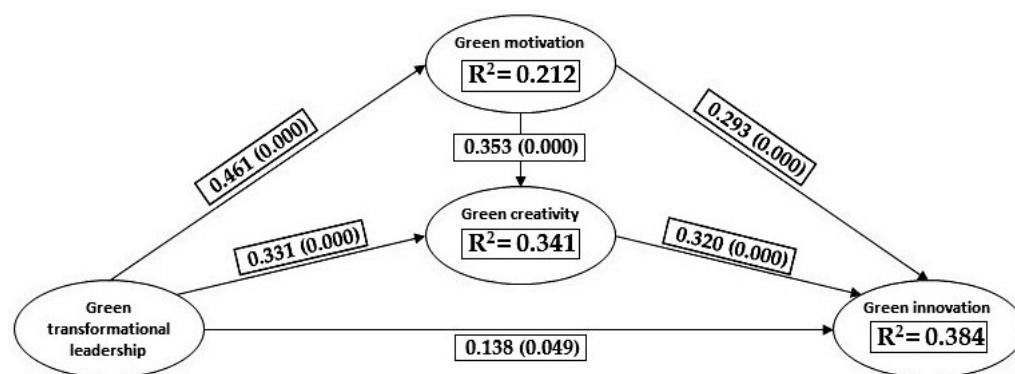 Green motivation
R² = 0.212
0.461 (0.000)
0.353 (0.000)
0.293 (0.000)
Green creativity
R² = 0.341
0.331 (0.000)
0.320 (0.000)
Green
transformational
leadership
0.138 (0.049)
Green innovation
R² = 0.384